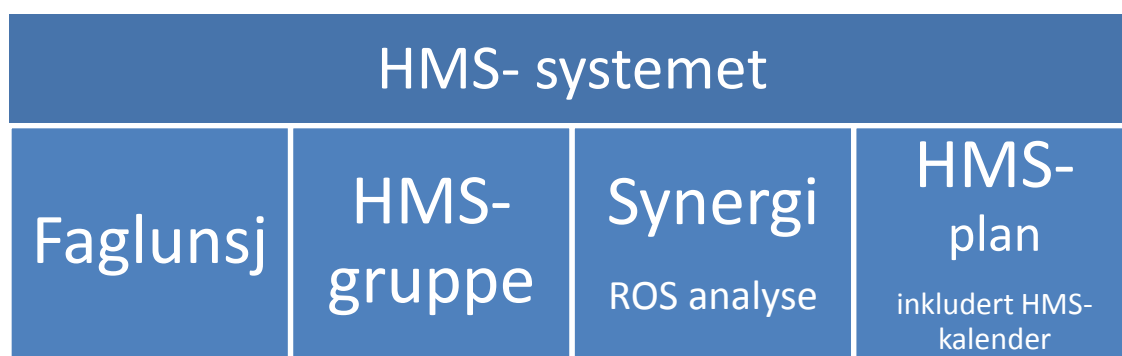 HMS- systemet
Faglunsj
HMS-
gruppe
Synergi
ROS analyse
HMS-
plan
inkludert HMS-
kalender